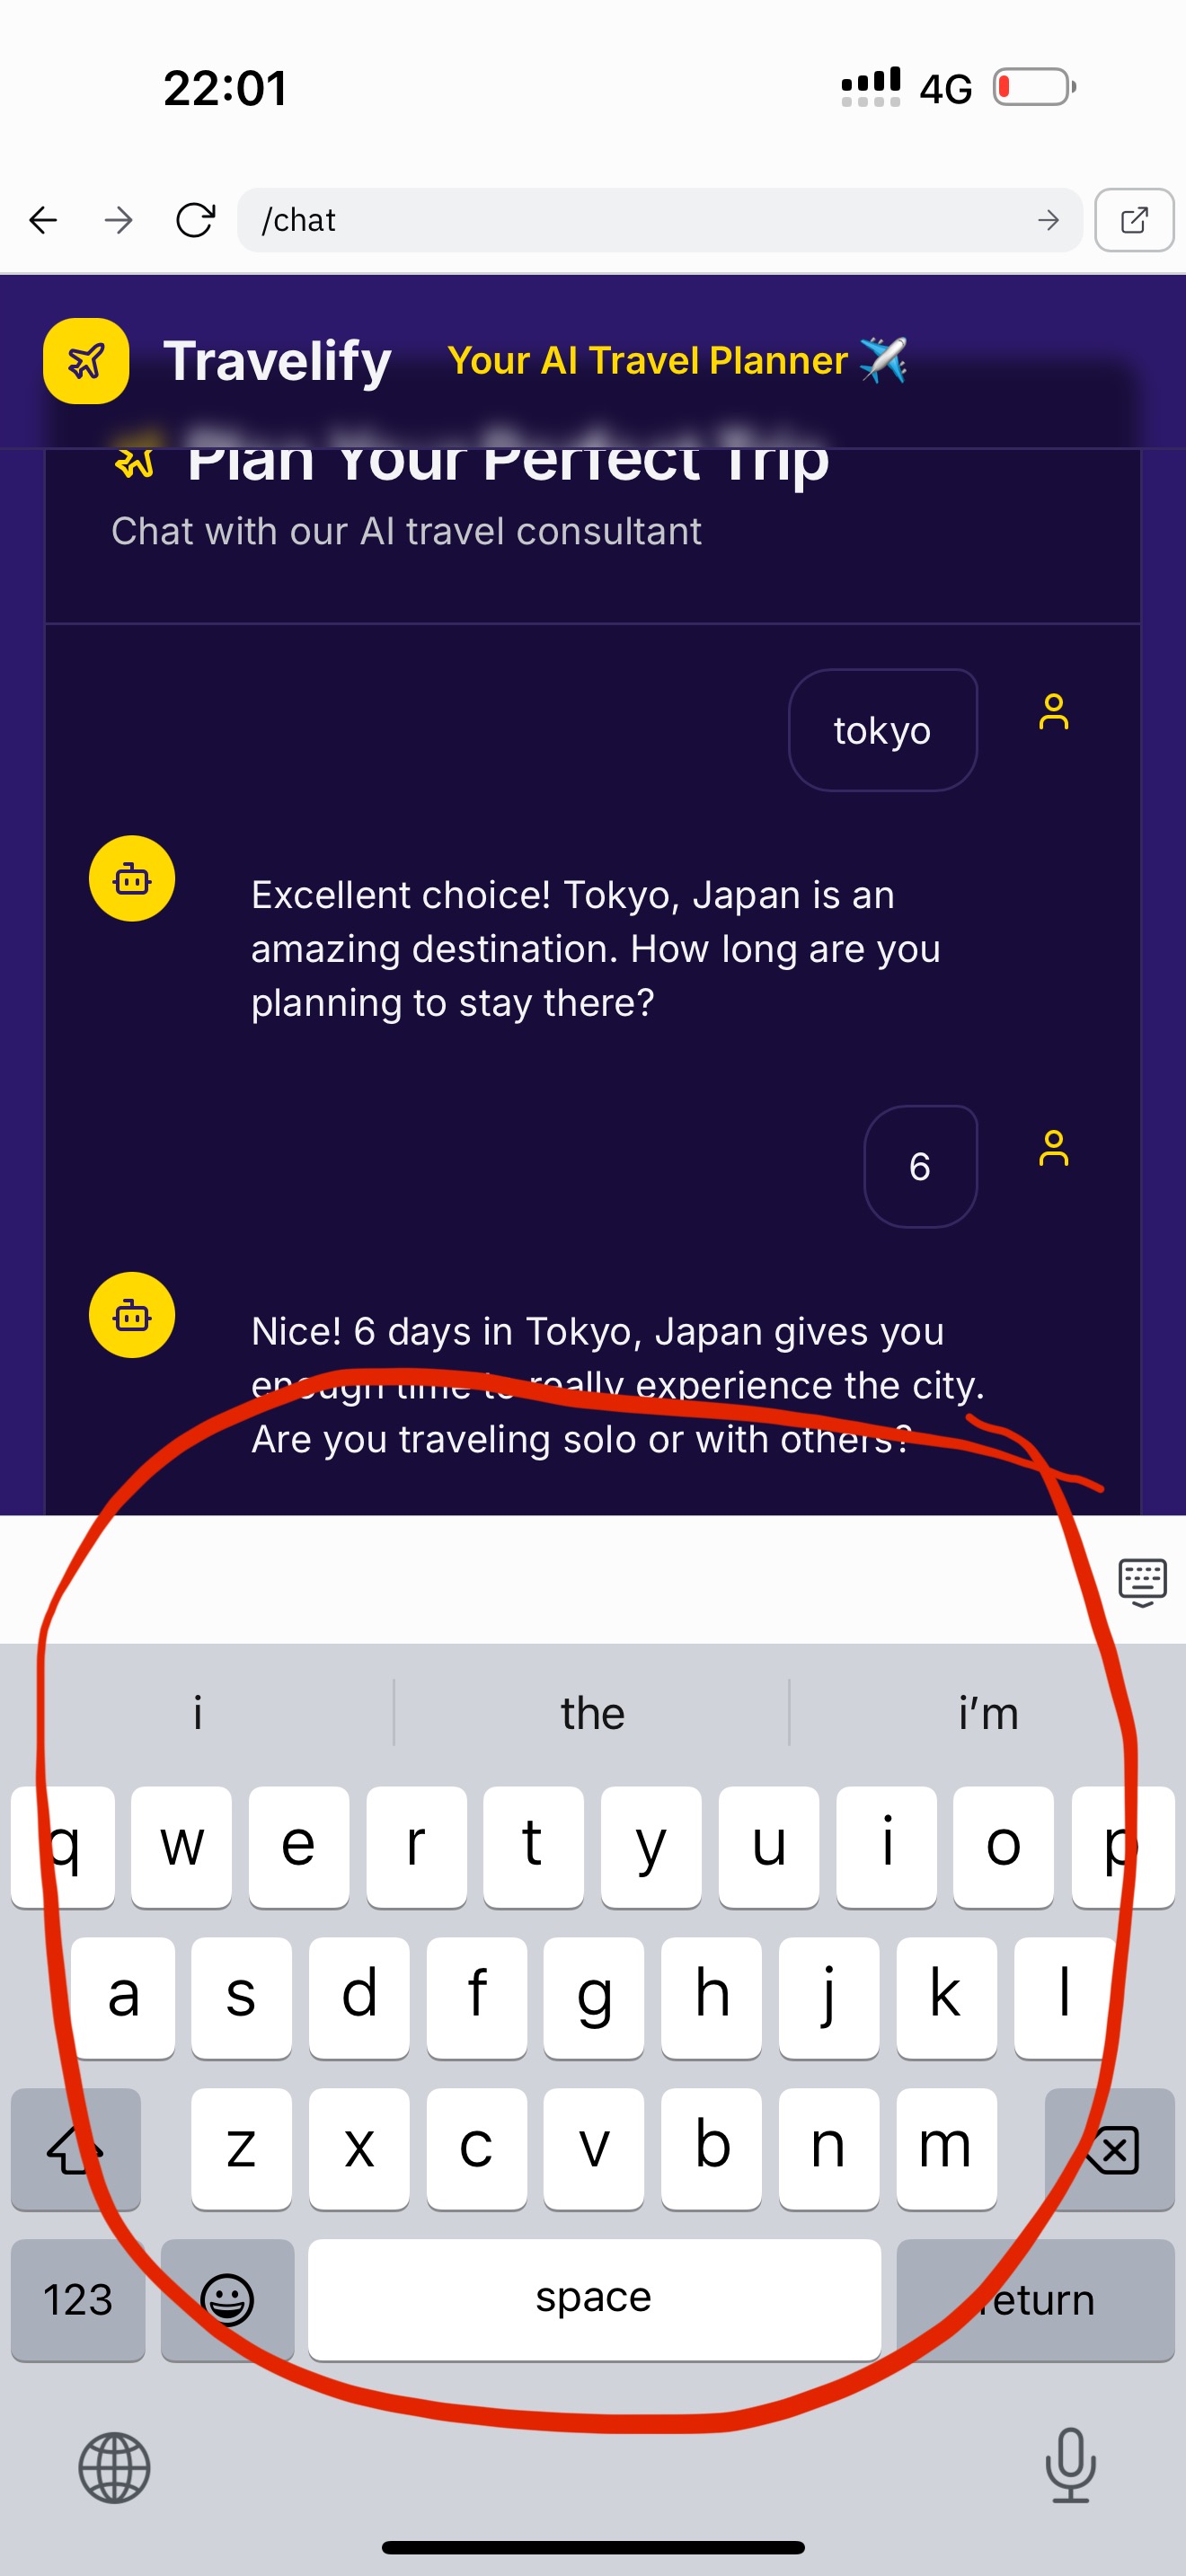 22:01 4G
/chat
Travelify Your AI Travel Planner ✈️
Plan Your Perfect Trip
Chat with our AI travel consultant
tokyo
Excellent choice! Tokyo, Japan is an
amazing destination. How long are you
planning to stay there?
6
Nice! 6 days in Tokyo, Japan gives you
enough time to really experience the city.
Are you traveling solo or with others?
i the i'm
q w e r t y u i o p
a s d f g h j k l
z x c v b n m
123 space return